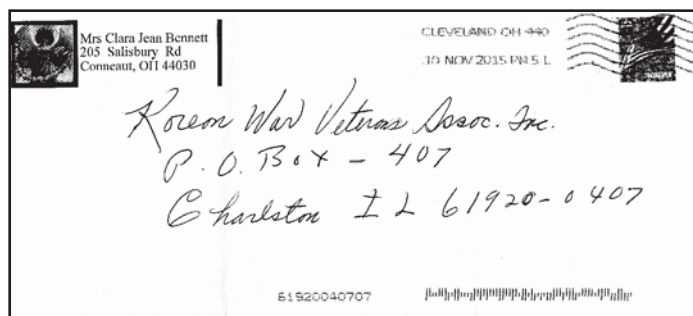 Mrs Clara Jean Bennett
205 Salisbury Rd
Conneaut, OH 44030
CLEVELAND OH 440
10 NOV 2015 PM 5 L
Korean War Veterans Assoc. Inc.
P.O. Box - 407
Charleston IL 61920-0407
61920040707